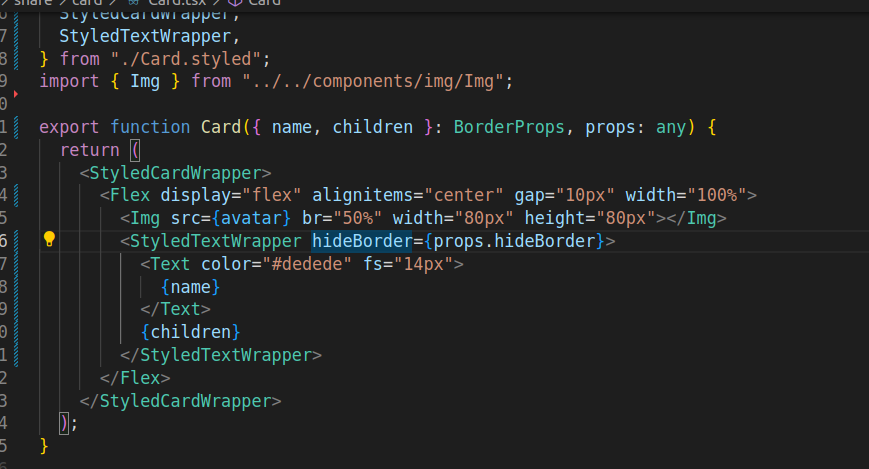 share > card > Card.tsx > Card
6 StyledCardWrapper,
7 StyledTextWrapper,
8 } from "./Card.styled";
9 import { Img } from "../../components/img/Img";
0
1 export function Card({ name, children }: BorderProps, props: any) {
2 return (
3 <StyledCardWrapper>
4 <Flex display="flex" alignitems="center" gap="10px" width="100%">
5 <Img src={avatar} br="50%" width="80px" height="80px"></Img>
6 <StyledTextWrapper hideBorder={props.hideBorder}>
7 <Text color="#dedede" fs="14px">
8 {name}
9 </Text>
0 {children}
1 </StyledTextWrapper>
2 </Flex>
3 </StyledCardWrapper>
4 );
5 }
6